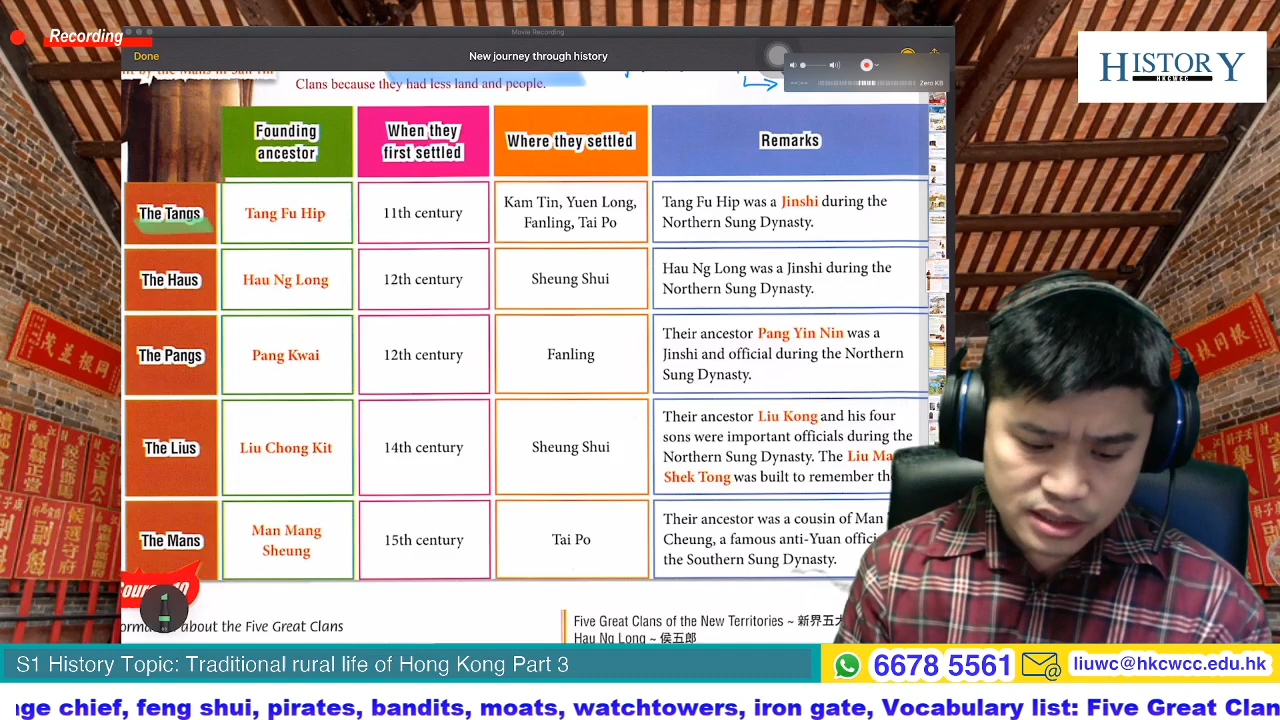 Recording
Movie Recording
Done
New journey through history
HISTORY
HKCWCC
Zero KB
Clans because they had less land and people.
Founding ancestor
When they first settled
Where they settled
Remarks
The Tangs
Tang Fu Hip
11th century
Kam Tin, Yuen Long,
Fanling, Tai Po
Tang Fu Hip was a Jinshi during the
Northern Sung Dynasty.
The Haus
Hau Ng Long
12th century
Sheung Shui
Hau Ng Long was a Jinshi during the
Northern Sung Dynasty.
The Pangs
Pang Kwai
12th century
Fanling
Their ancestor Pang Yin Nin was a
Jinshi and official during the Northern
Sung Dynasty.
The Lius
Liu Chong Kit
14th century
Sheung Shui
Their ancestor Liu Kong and his four
sons were important officials during the
Northern Sung Dynasty. The Liu Ma
Shek Tong was built to remember th
The Mans
Man Mang
Sheung
15th century
Tai Po
Their ancestor was a cousin of Man
Cheung, a famous anti-Yuan offici
the Southern Sung Dynasty.
about the Five Great Clans
Five Great Clans of the New Territories ~ 新界五
Hau Ng Long ~ 侯五郎
S1 History Topic: Traditional rural life of Hong Kong Part 3
6678 5561
liuwc@hkcwcc.edu.hk
ge chief, feng shui, pirates, bandits, moats, watchtowers, iron gate, Vocabulary list: Five Great Clan